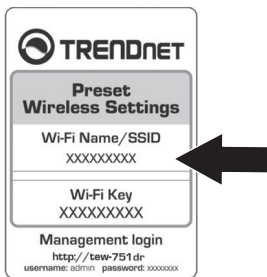 TRENDNET
Preset
Wireless Settings
Wi-Fi Name/SSID
XXXXXXXXX
Wi-Fi Key
XXXXXXXXX
Management login
http://tew-751dr
username: admin password: xxxxxxxx